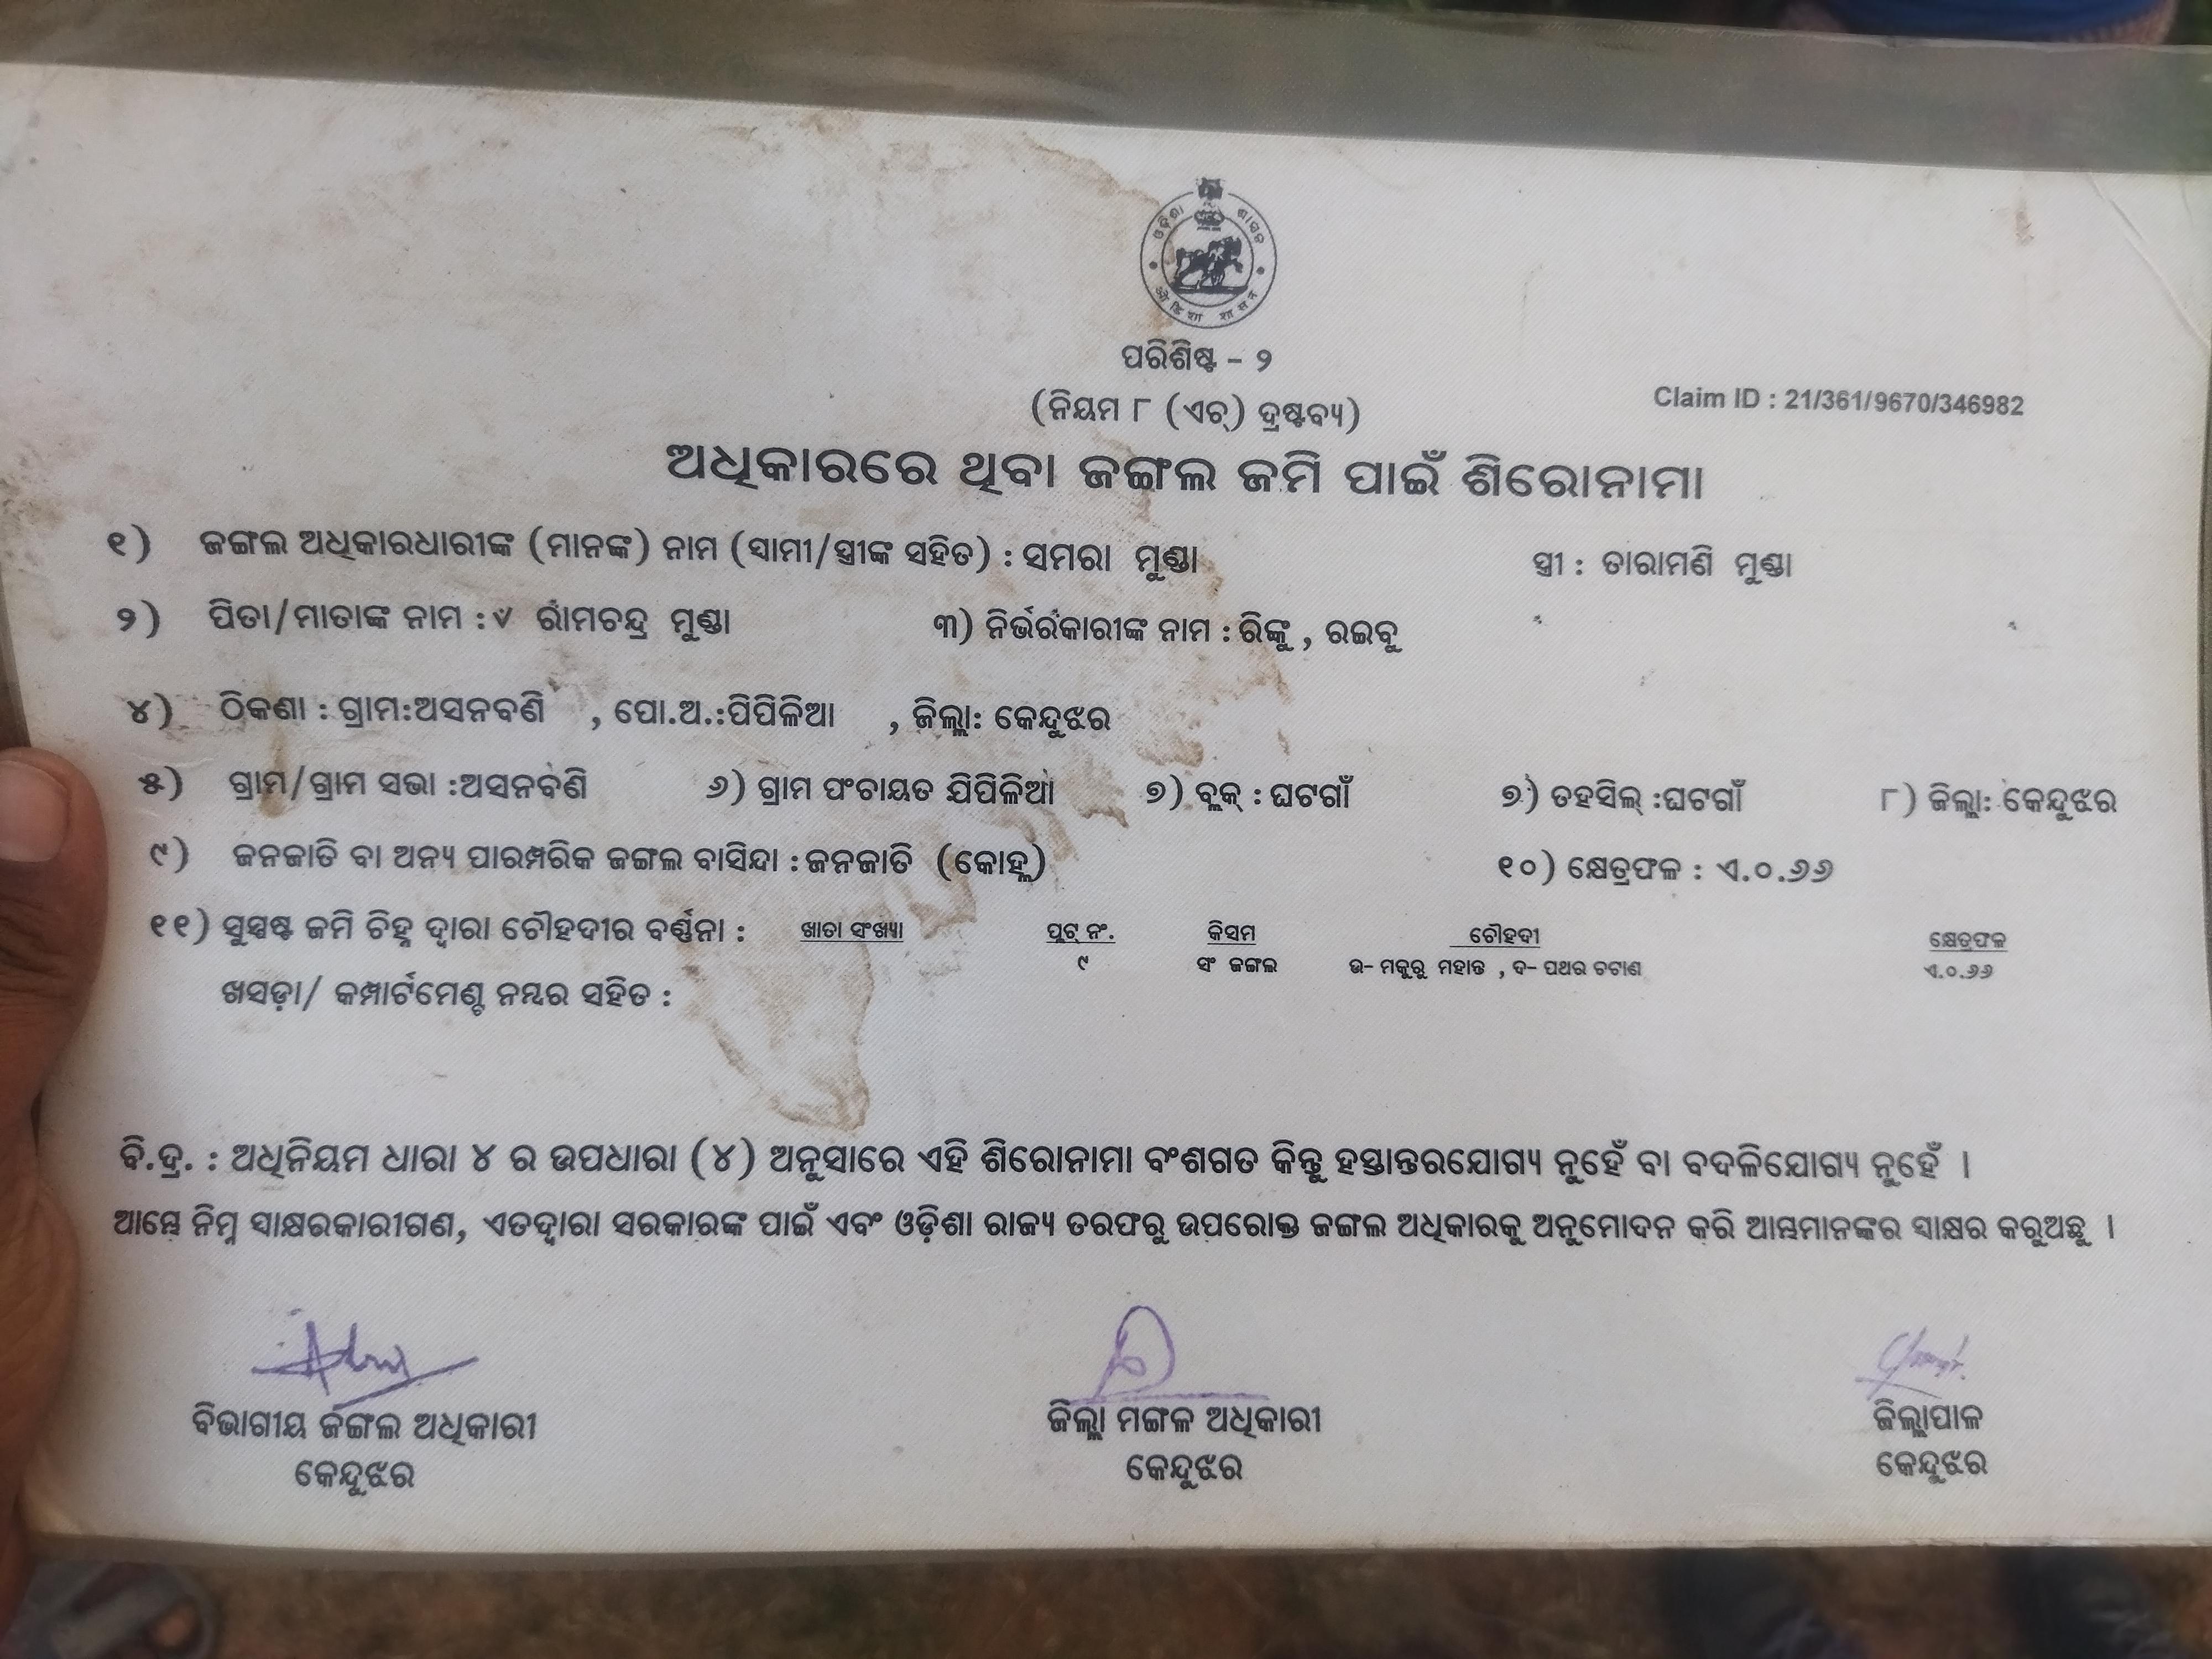 ଓଡ଼ିଶା ଶାସନ
ओडिशा शासन
ପରିଶିଷ୍ଟ - ୨
(ନିୟମ ୮ (ଏଚ୍) ଦ୍ରଷ୍ଟବ୍ୟ)
Claim ID : 21/361/9670/346982
ଅଧିକାରରେ ଥିବା ଜଙ୍ଗଲ ଜମି ପାଇଁ ଶିରୋନାମା
୧) ଜଙ୍ଗଲ ଅଧିକାରଧାରୀଙ୍କ (ମାନଙ୍କ) ନାମ (ସ୍ୱାମୀ/ସ୍ତ୍ରୀଙ୍କ ସହିତ) : ସମରା ମୁଣ୍ଡା ସ୍ତ୍ରୀ : ତାରାମଣି ମୁଣ୍ଡା
୨) ପିତା/ମାତାଙ୍କ ନାମ : ରାମଚନ୍ଦ୍ର ମୁଣ୍ଡା ୩) ନିର୍ଭରକାରୀଙ୍କ ନାମ : ରିଙ୍କୁ , ରଇବୁ
୪) ଠିକଣା : ଗ୍ରାମ:ଅସନବଣି , ପୋ.ଅ.:ପିପିଳିଆ , ଜିଲ୍ଲା: କେନ୍ଦୁଝର
୫) ଗ୍ରାମ/ଗ୍ରାମ ସଭା :ଅସନବଣି ୬) ଗ୍ରାମ ପଂଚାୟତ ଯିପିଳିଆ ୭) ବ୍ଲକ୍ : ଘଟଗାଁ ୭) ତହସିଲ୍ :ଘଟଗାଁ ୮) ଜିଲ୍ଲା: କେନ୍ଦୁଝର
୯) ଜନଜାତି ବା ଅନ୍ୟ ପାରମ୍ପରିକ ଜଙ୍ଗଲ ବାସିନ୍ଦା : ଜନଜାତି (କୋହ୍ଲ) ୧୦) କ୍ଷେତ୍ରଫଳ : ଏ.୦.୬୬
୧୧) ସୁସ୍ପଷ୍ଟ ଜମି ଚିହ୍ନ ଦ୍ୱାରା ଚୌହଦୀର ବର୍ଣ୍ଣନା : ଖାତା ସଂଖ୍ୟା ପ୍ଲଟ୍ ନଂ. କିସମ ଚୌହଦୀ କ୍ଷେତ୍ରଫଳ
୯ ସଂ ଜଙ୍ଗଲ ଉ- ମକୁରୁ ମହାନ୍ତ , ଦ- ପଥର ଚଟାଣ ଏ.୦.୬୬
ଖସଡ଼ା/ କମ୍ପାର୍ଟମେଣ୍ଟ ନମ୍ବର ସହିତ :
ବି.ଦ୍ର. : ଅଧିନିୟମ ଧାରା ୪ ର ଉପଧାରା (୪) ଅନୁସାରେ ଏହି ଶିରୋନାମା ବଂଶଗତ କିନ୍ତୁ ହସ୍ତାନ୍ତରଯୋଗ୍ୟ ନୁହେଁ ବା ବଦଳିଯୋଗ୍ୟ ନୁହେଁ ।
ଆମ୍ଭେ ନିମ୍ନ ସ୍ୱାକ୍ଷରକାରୀଗଣ, ଏତଦ୍ୱାରା ସରକାରଙ୍କ ପାଇଁ ଏବଂ ଓଡ଼ିଶା ରାଜ୍ୟ ତରଫରୁ ଉପରୋକ୍ତ ଜଙ୍ଗଲ ଅଧିକାରକୁ ଅନୁମୋଦନ କରି ଆମ୍ଭମାନଙ୍କର ସ୍ୱାକ୍ଷର କରୁଅଛୁ ।
ବିଭାଗୀୟ ଜଙ୍ଗଲ ଅଧିକାରୀ ଜିଲ୍ଲା ମଙ୍ଗଳ ଅଧିକାରୀ ଜିଲ୍ଲାପାଳ
କେନ୍ଦୁଝର କେନ୍ଦୁଝର କେନ୍ଦୁଝର